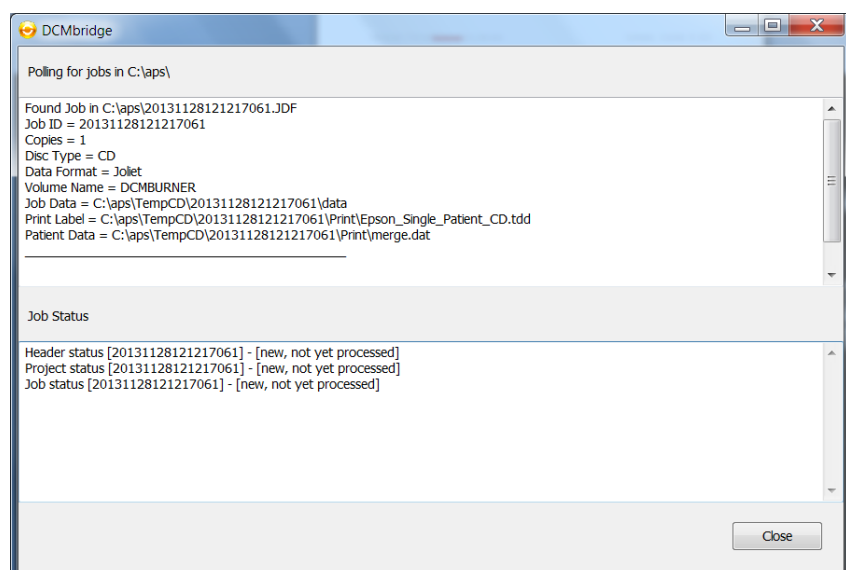 DCMbridge
Polling for jobs in C:\aps\
Found Job in C:\aps\20131128121217061.JDF
Job ID = 20131128121217061
Copies = 1
Disc Type = CD
Data Format = Joliet
Volume Name = DCMBURNER
Job Data = C:\aps\TempCD\20131128121217061\data
Print Label = C:\aps\TempCD\20131128121217061\Print\Epson_Single_Patient_CD.tdd
Patient Data = C:\aps\TempCD\20131128121217061\Print\merge.dat
Job Status
Header status [20131128121217061] - [new, not yet processed]
Project status [20131128121217061] - [new, not yet processed]
Job status [20131128121217061] - [new, not yet processed]
Close